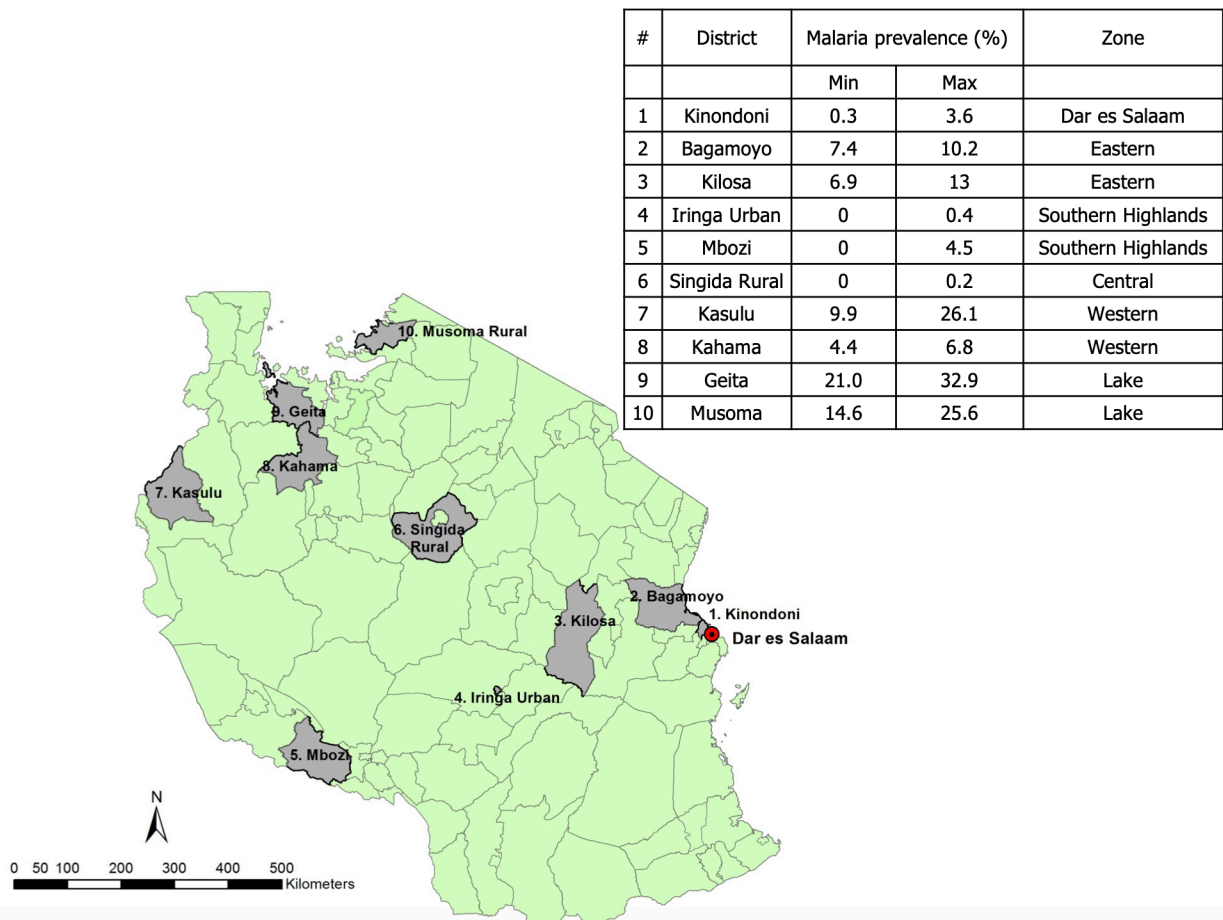 # District Malaria prevalence (%) Zone
Min Max
1 Kinondoni 0.3 3.6 Dar es Salaam
2 Bagamoyo 7.4 10.2 Eastern
3 Kilosa 6.9 13 Eastern
4 Iringa Urban 0 0.4 Southern Highlands
5 Mbozi 0 4.5 Southern Highlands
6 Singida Rural 0 0.2 Central
7 Kasulu 9.9 26.1 Western
8 Kahama 4.4 6.8 Western
9 Geita 21.0 32.9 Lake
10 Musoma 14.6 25.6 Lake
10. Musoma Rural
9. Geita
8. Kahama
7. Kasulu
6. Singida
Rural
2. Bagamoyo
1. Kinondoni
3. Kilosa
Dar es Salaam
4. Iringa Urban
5. Mbozi
N
0 50 100 200 300 400 500
Kilometers